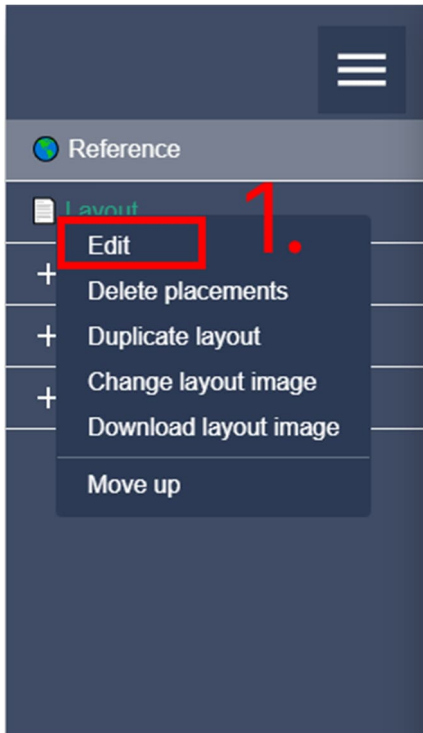 Reference
Layout
1.
Edit
Delete placements
Duplicate layout
Change layout image
Download layout image
Move up